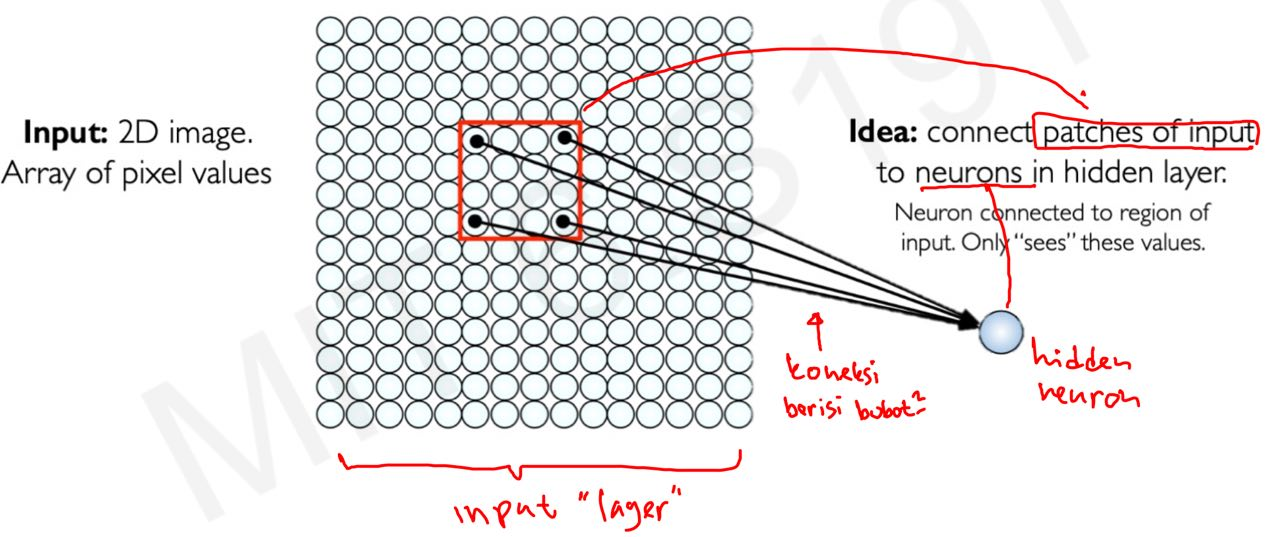 Input: 2D image.
Array of pixel values
Idea: connect patches of input
to neurons in hidden layer.
Neuron connected to region of
input. Only "sees" these values.
koneksi
berisi bobot²
hidden
neuron
input "layer"